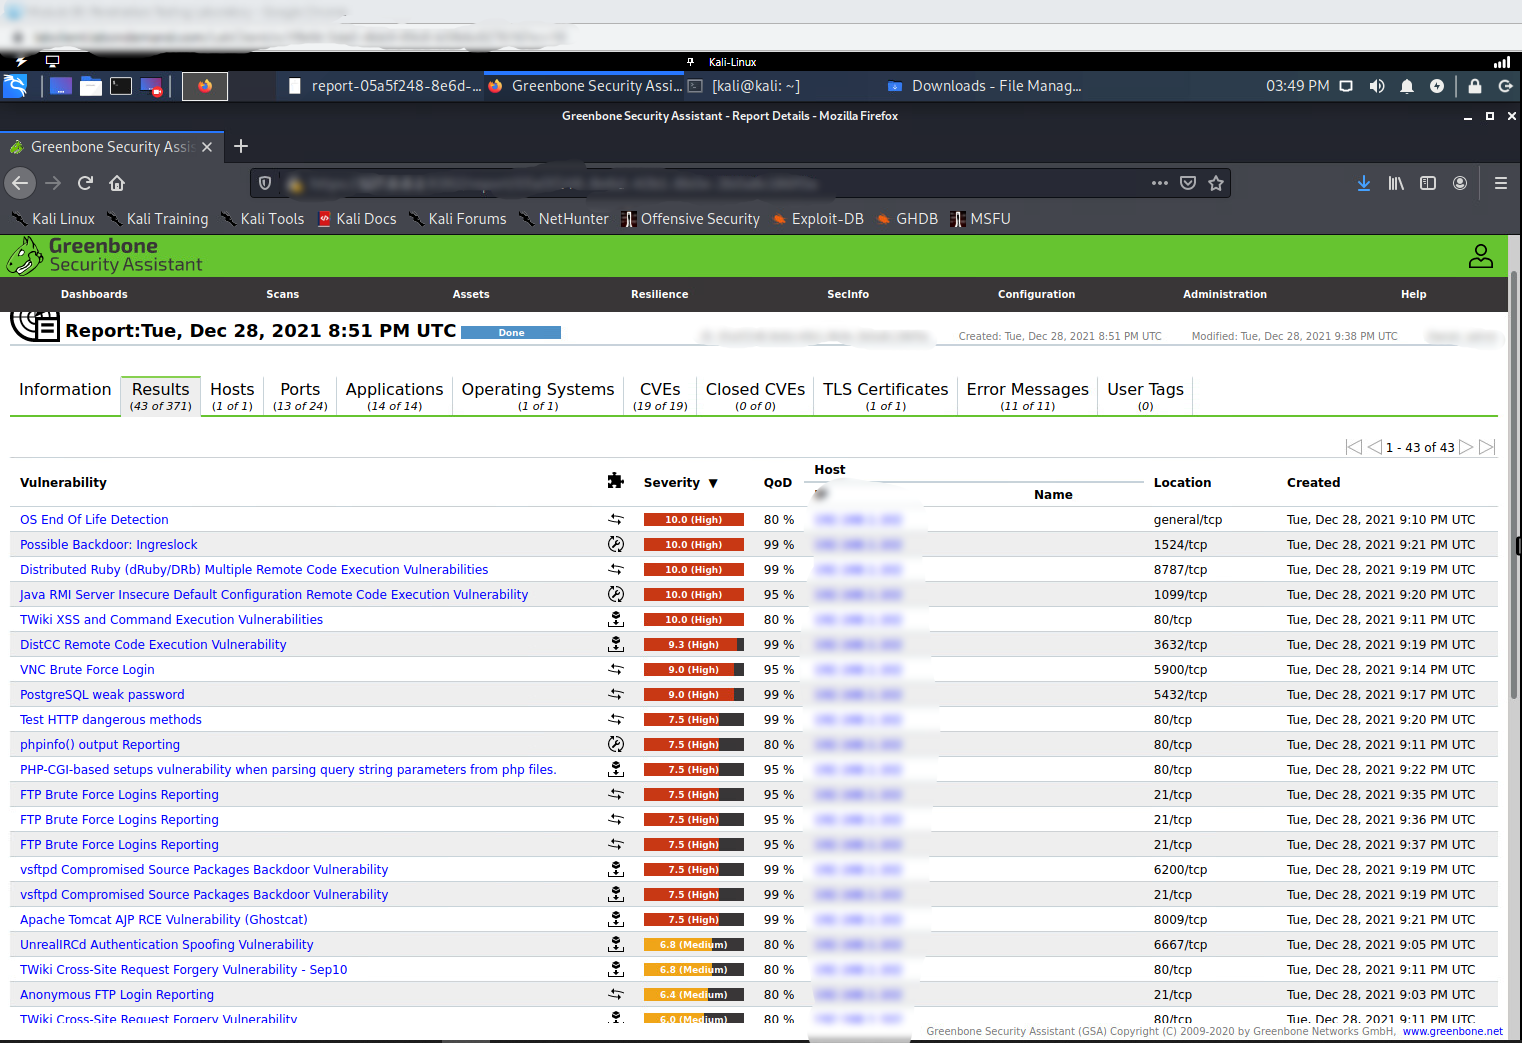 Kali-Linux
report-05a5f248-8e6d-... Greenbone Security Assi... [kali@kali: ~] Downloads - File Manag... 03:49 PM
Greenbone Security Assistant - Report Details - Mozilla Firefox
Greenbone Security Assis
Kali Linux Kali Training Kali Tools Kali Docs Kali Forums NetHunter Offensive Security Exploit-DB GHDB MSFU
Greenbone
Security Assistant
Dashboards Scans Assets Resilience SecInfo Configuration Administration Help
Report:Tue, Dec 28, 2021 8:51 PM UTC Done Created: Tue, Dec 28, 2021 8:51 PM UTC Modified: Tue, Dec 28, 2021 9:38 PM UTC
Information Results Hosts Ports Applications Operating Systems CVEs Closed CVEs TLS Certificates Error Messages User Tags
(43 of 371) (1 of 1) (13 of 24) (14 of 14) (1 of 1) (19 of 19) (0 of 0) (1 of 1) (11 of 11) (0)
1 - 43 of 43
Host
Vulnerability Severity ▼ QoD Location Created
Name
OS End Of Life Detection 10.0 (High) 80 % general/tcp Tue, Dec 28, 2021 9:10 PM UTC
Possible Backdoor: Ingreslock 10.0 (High) 99 % 1524/tcp Tue, Dec 28, 2021 9:21 PM UTC
Distributed Ruby (dRuby/DRb) Multiple Remote Code Execution Vulnerabilities 10.0 (High) 99 % 8787/tcp Tue, Dec 28, 2021 9:19 PM UTC
Java RMI Server Insecure Default Configuration Remote Code Execution Vulnerability 10.0 (High) 95 % 1099/tcp Tue, Dec 28, 2021 9:20 PM UTC
TWiki XSS and Command Execution Vulnerabilities 10.0 (High) 80 % 80/tcp Tue, Dec 28, 2021 9:11 PM UTC
DistCC Remote Code Execution Vulnerability 9.3 (High) 99 % 3632/tcp Tue, Dec 28, 2021 9:19 PM UTC
VNC Brute Force Login 9.0 (High) 95 % 5900/tcp Tue, Dec 28, 2021 9:14 PM UTC
PostgreSQL weak password 9.0 (High) 99 % 5432/tcp Tue, Dec 28, 2021 9:17 PM UTC
Test HTTP dangerous methods 7.5 (High) 99 % 80/tcp Tue, Dec 28, 2021 9:20 PM UTC
phpinfo() output Reporting 7.5 (High) 80 % 80/tcp Tue, Dec 28, 2021 9:11 PM UTC
PHP-CGI-based setups vulnerability when parsing query string parameters from php files. 7.5 (High) 95 % 80/tcp Tue, Dec 28, 2021 9:22 PM UTC
FTP Brute Force Logins Reporting 7.5 (High) 95 % 21/tcp Tue, Dec 28, 2021 9:35 PM UTC
FTP Brute Force Logins Reporting 7.5 (High) 95 % 21/tcp Tue, Dec 28, 2021 9:36 PM UTC
FTP Brute Force Logins Reporting 7.5 (High) 95 % 21/tcp Tue, Dec 28, 2021 9:37 PM UTC
vsftpd Compromised Source Packages Backdoor Vulnerability 7.5 (High) 99 % 6200/tcp Tue, Dec 28, 2021 9:19 PM UTC
vsftpd Compromised Source Packages Backdoor Vulnerability 7.5 (High) 99 % 21/tcp Tue, Dec 28, 2021 9:19 PM UTC
Apache Tomcat AJP RCE Vulnerability (Ghostcat) 7.5 (High) 99 % 8009/tcp Tue, Dec 28, 2021 9:21 PM UTC
UnrealIRCd Authentication Spoofing Vulnerability 6.8 (Medium) 80 % 6667/tcp Tue, Dec 28, 2021 9:05 PM UTC
TWiki Cross-Site Request Forgery Vulnerability - Sep10 6.8 (Medium) 80 % 80/tcp Tue, Dec 28, 2021 9:11 PM UTC
Anonymous FTP Login Reporting 6.4 (Medium) 80 % 21/tcp Tue, Dec 28, 2021 9:03 PM UTC
TWiki Cross-Site Request Forgery Vulnerability 6.0 (Medium) 80 % 80/tcp Tue, Dec 28, 2021 9:11 PM UTC
Greenbone Security Assistant (GSA) Copyright (C) 2009-2020 by Greenbone Networks GmbH, www.greenbone.net